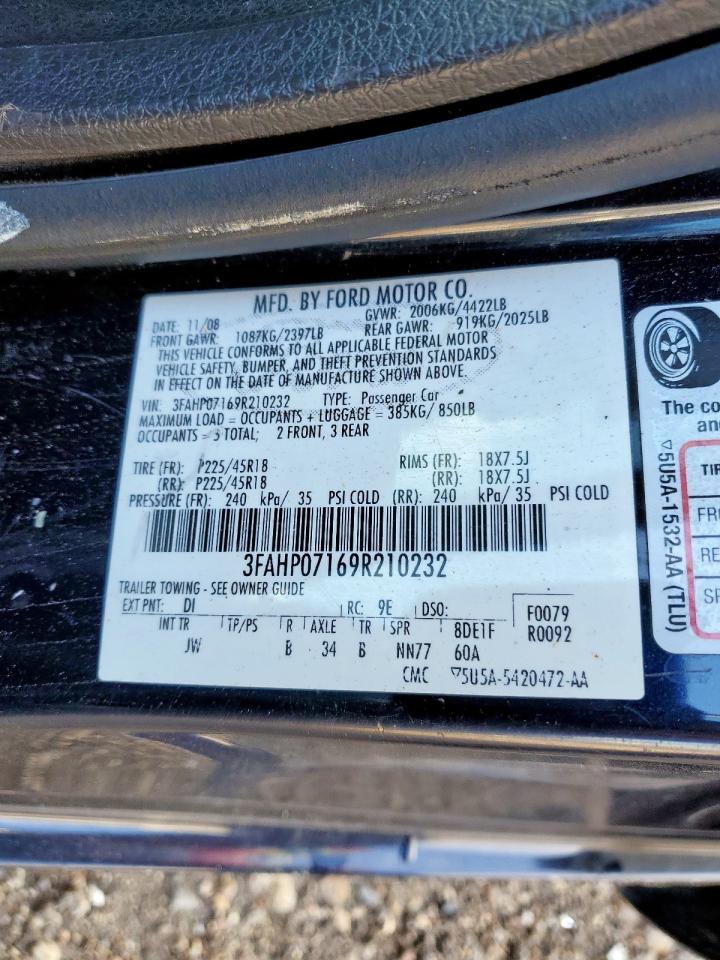 MFD. BY FORD MOTOR CO.
DATE: 11/08 GVWR: 2006KG/4422LB
FRONT GAWR: 1087KG/2397LB REAR GAWR: 919KG/2025LB
THIS VEHICLE CONFORMS TO ALL APPLICABLE FEDERAL MOTOR
VEHICLE SAFETY, BUMPER, AND THEFT PREVENTION STANDARDS
IN EFFECT ON THE DATE OF MANUFACTURE SHOWN ABOVE.
VIN: 3FAHP07169R210232 TYPE: Passenger Car
MAXIMUM LOAD = OCCUPANTS + LUGGAGE = 385KG/ 850LB
OCCUPANTS = 5 TOTAL; 2 FRONT, 3 REAR
TIRE (FR): P225/45R18 RIMS (FR): 18X7.5J
(RR): P225/45R18 (RR): 18X7.5J
PRESSURE (FR): 240 kPa/ 35 PSI COLD (RR): 240 kPa/ 35 PSI COLD
3FAHP07169R210232
TRAILER TOWING - SEE OWNER GUIDE
EXT PNT: DI RC: 9E DSO: F0079
INT TR TP/PS R AXLE TR SPR 8DE1F R0092
JW B 34 B NN77 60A
CMC ▽5U5A-5420472-AA
The co
an
▽5U5A-1532-AA (TLU)
TIR
FR
RE
SP